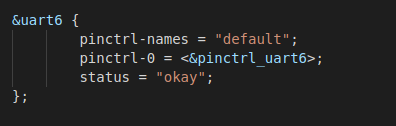 &uart6 {
        pinctrl-names = "default";
        pinctrl-0 = <&pinctrl_uart6>;
        status = "okay";
};